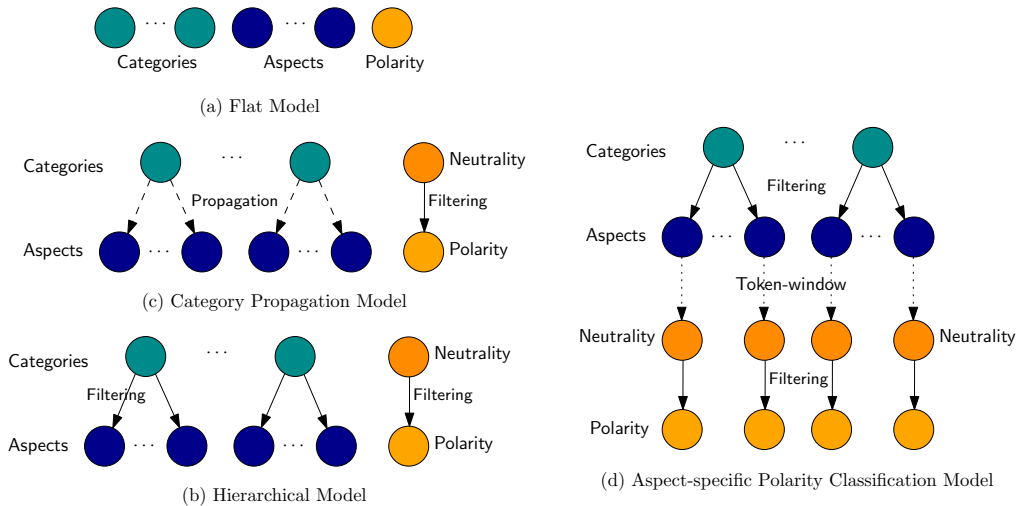 ... ...
Categories Aspects Polarity
(a) Flat Model
Categories ... Neutrality
Propagation Filtering
Aspects ... ... Polarity
(c) Category Propagation Model
Categories ... Neutrality
Filtering Filtering
Aspects ... ... Polarity
(b) Hierarchical Model
Categories ...
Filtering
Aspects ... ...
Token-window
Neutrality Neutrality
Filtering
Polarity
(d) Aspect-specific Polarity Classification Model